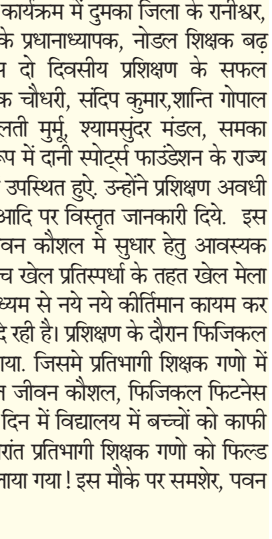 कार्यक्रम में दुमका जिला के रानीश्वर,
के प्रधानाध्यापक, नोडल शिक्षक बढ़
दो दिवसीय प्रशिक्षण के सफल
क चौधरी, संदिप कुमार,शान्ति गोपाल
लती मुर्मू, श्यामसुंदर मंडल, समका
रूप में दानी स्पोर्ट्स फाउंडेशन के राज्य
उपस्थित हुऐ. उन्होंने प्रशिक्षण अवधी
आदि पर विस्तृत जानकारी दिये. इस
वन कौशल मे सुधार हेतु आवस्यक
च खेल प्रतिस्पर्धा के तहत खेल मेला
ध्यम से नये नये कीर्तिमान कायम कर
दे रही है। प्रशिक्षण के दौरान फिजिकल
गया. जिसमे प्रतिभागी शिक्षक गणो में
जीवन कौशल, फिजिकल फिटनेस
दिन में विद्यालय में बच्चों को काफी
रांत प्रतिभागी शिक्षक गणो को फिल्ड
नाया गया ! इस मौके पर समशेर, पवन